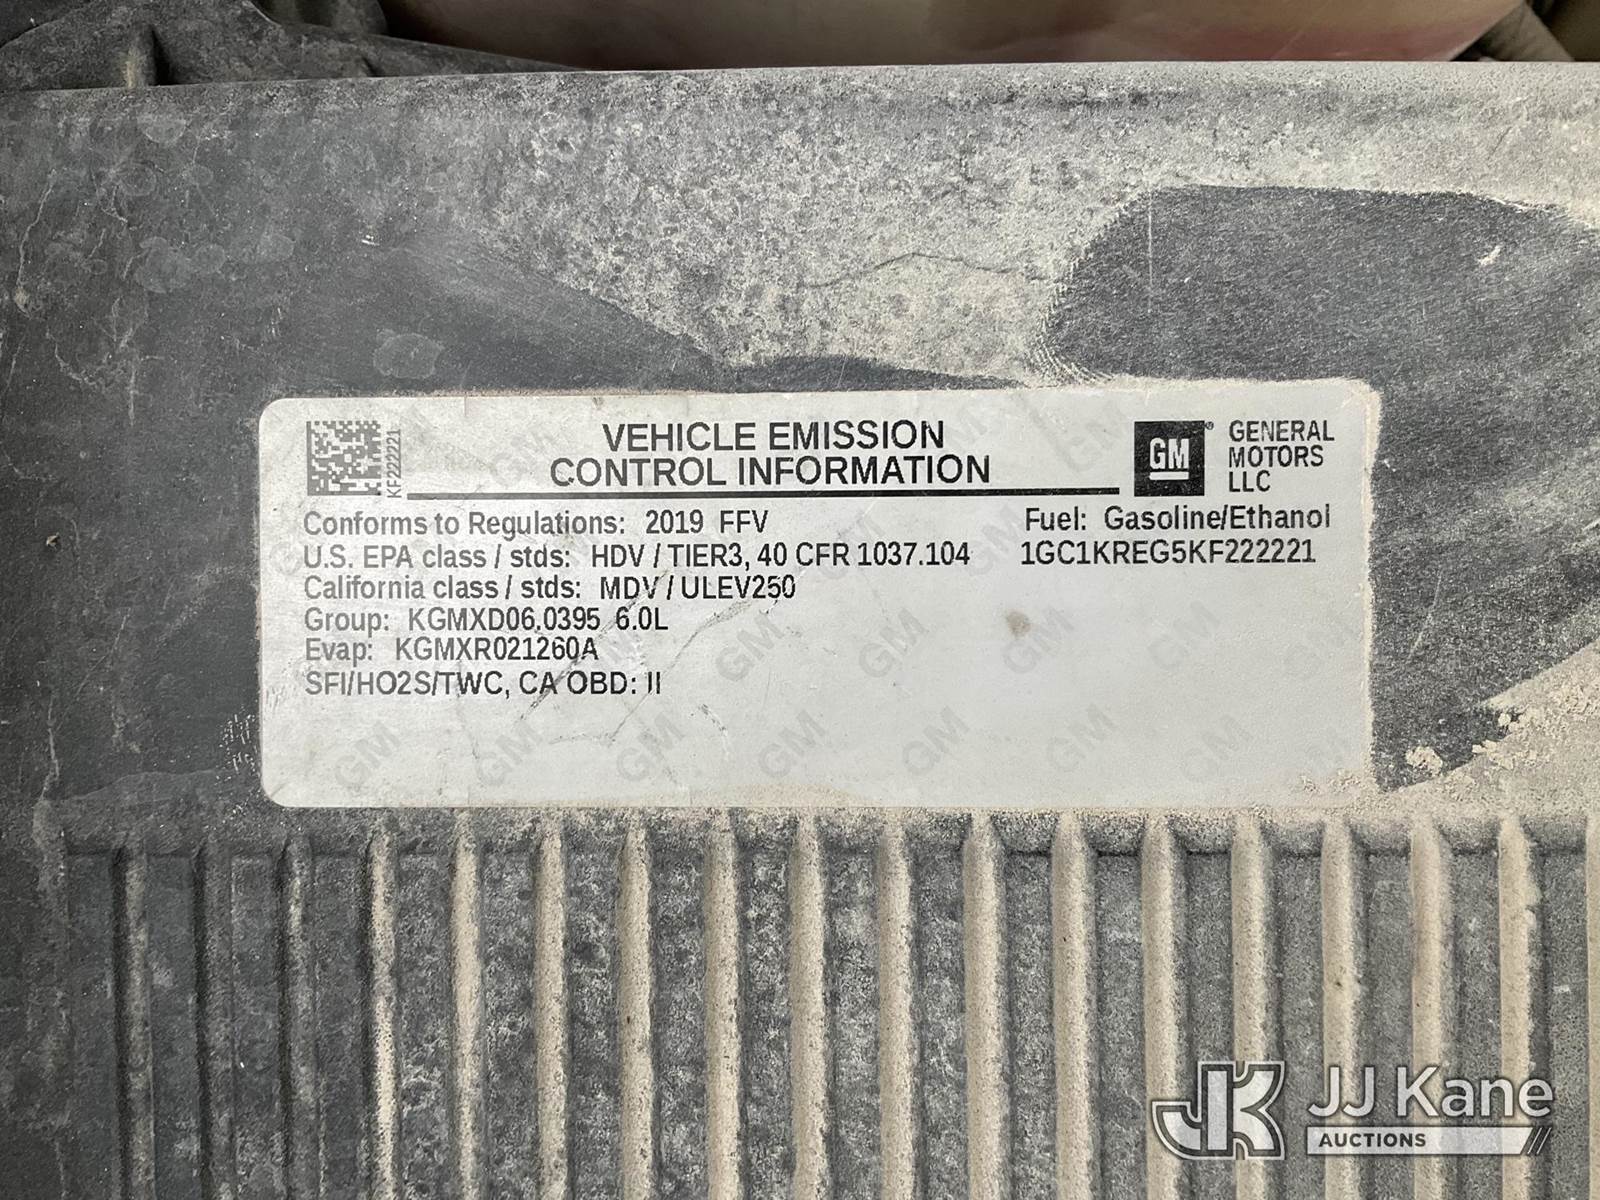 KF222221
VEHICLE EMISSION
CONTROL INFORMATION
GM
GENERAL
MOTORS
LLC
Conforms to Regulations: 2019 FFV
Fuel: Gasoline/Ethanol
U.S. EPA class / stds: HDV / TIER3, 40 CFR 1037.104
1GC1KREG5KF222221
California class / stds: MDV / ULEV250
Group: KGMXD06.0395 6.0L
Evap: KGMXR021260A
SFI/HO2S/TWC, CA OBD: II
JK JJ Kane
AUCTIONS